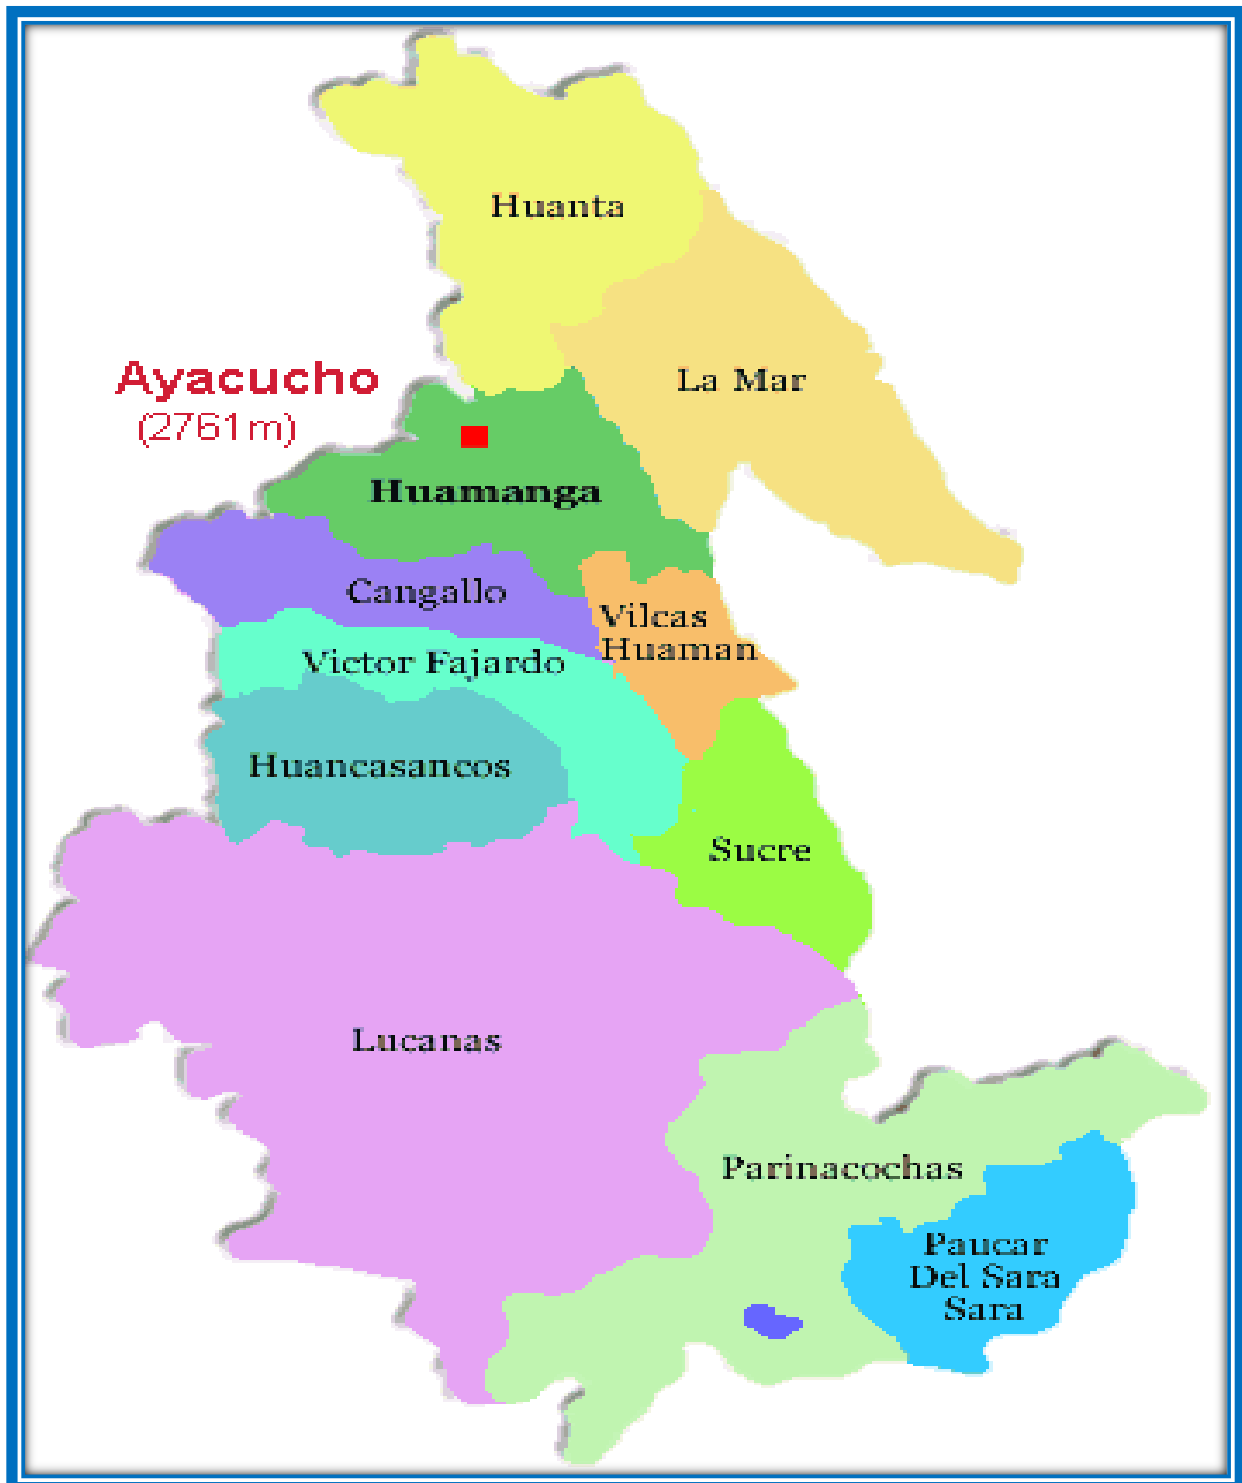 Huanta
La Mar
Ayacucho
(2761m)
Huamanga
Cangallo
Vilcas
Huaman
Victor Fajardo
Huancasancos
Sucre
Lucanas
Parinacochas
Paucar
Del Sara
Sara